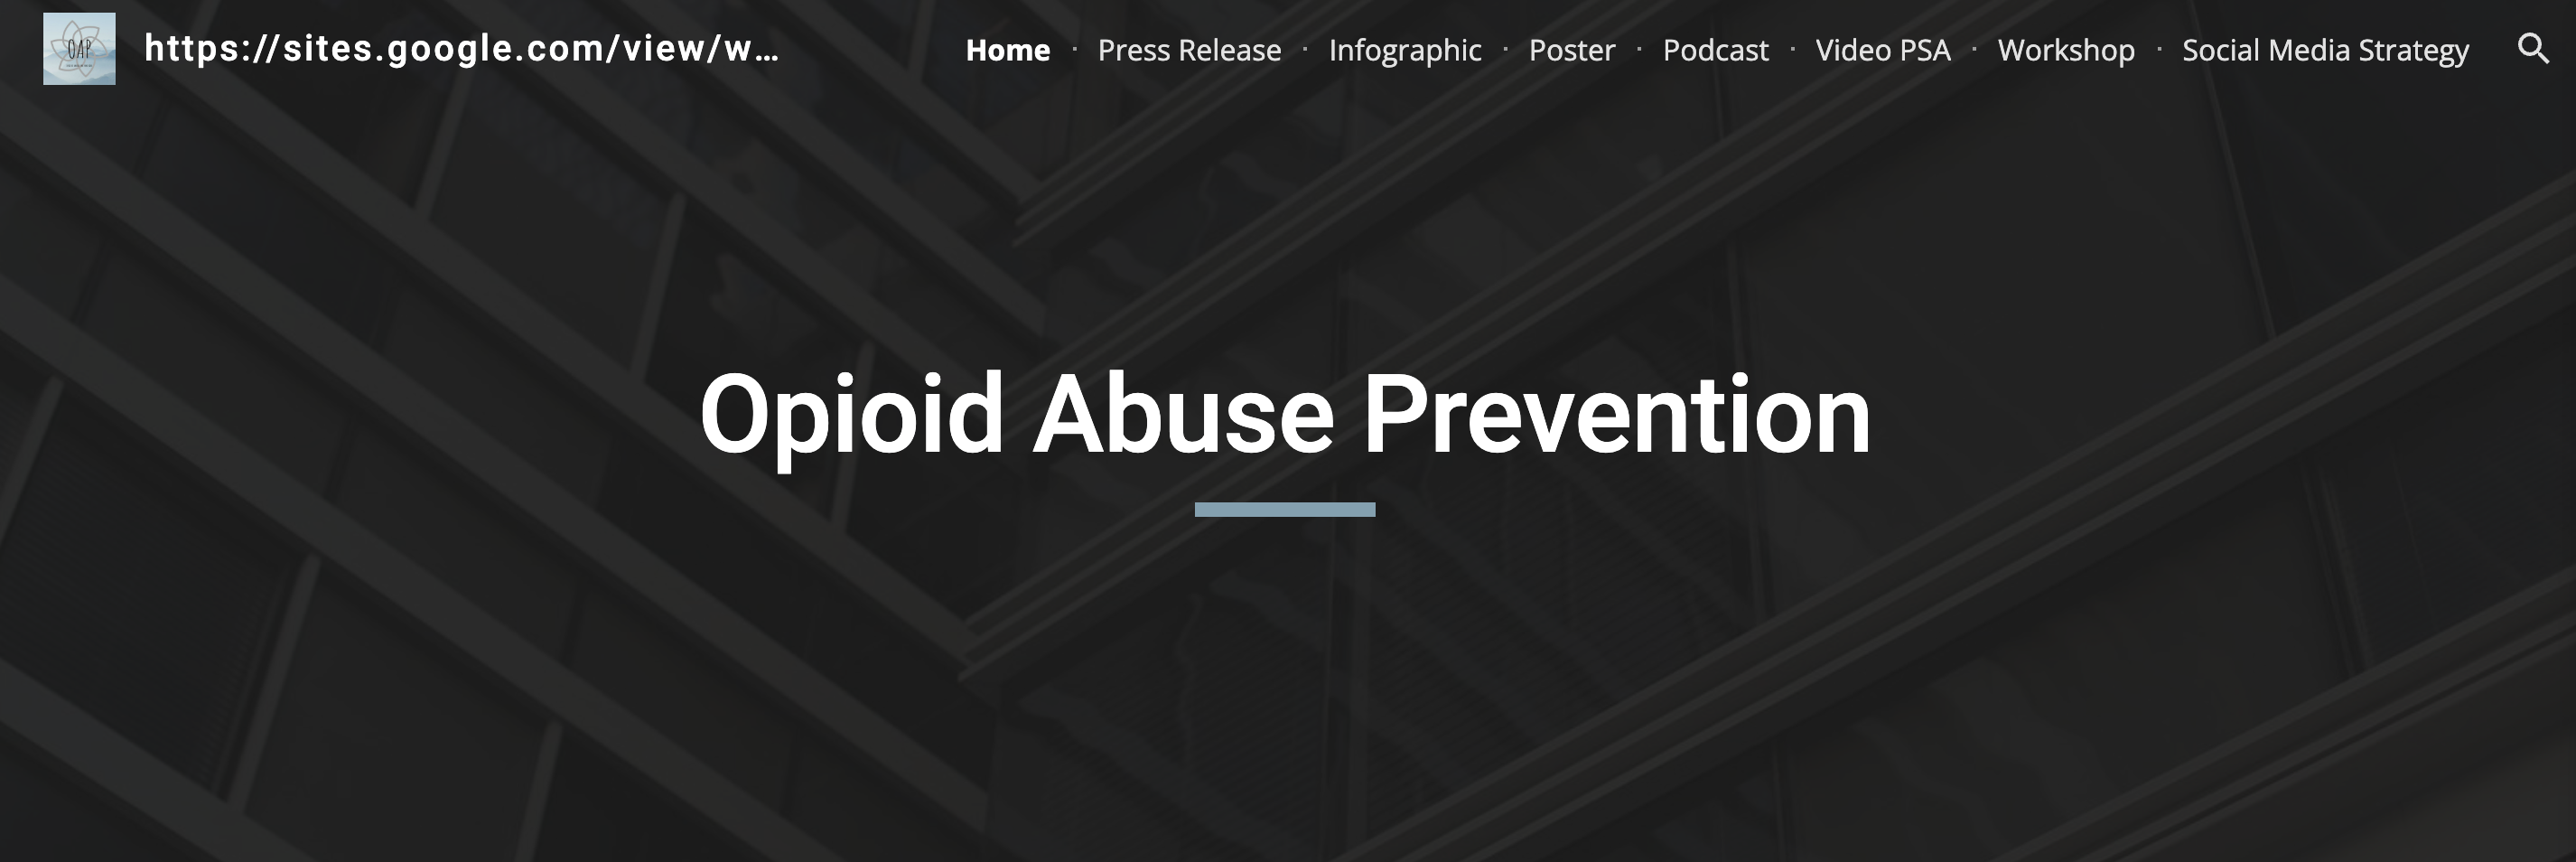 OAP
https://sites.google.com/view/w…
Home · Press Release · Infographic · Poster · Podcast · Video PSA · Workshop · Social Media Strategy
Opioid Abuse Prevention